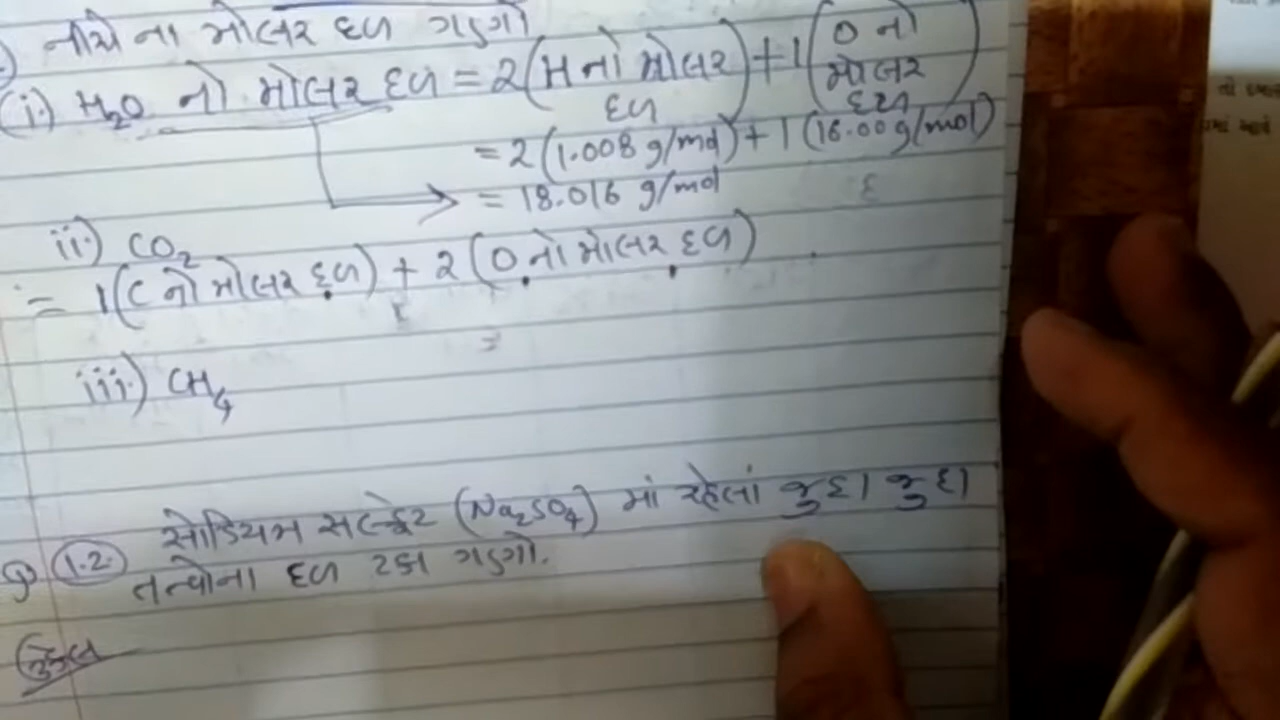 નીચે ના મોલર દળ ગણો
(i.) H₂O નો મોલર દળ = 2(H નો મોલર દળ) + 1(O નો મોલર દળ)
= 2(1.008 g/mol) + 1(16.00 g/mol)
= 18.016 g/mol
ii.) CO₂
= 1(C નો મોલર દળ) + 2(O નો મોલર દળ)
=
iii.) CH₄
1.2. સોડિયમ સલ્ફેટ (Na₂SO₄) માં રહેલાં જુદા જુદા
તત્વોના દળ ટકા ગણો.
ઉકેલ